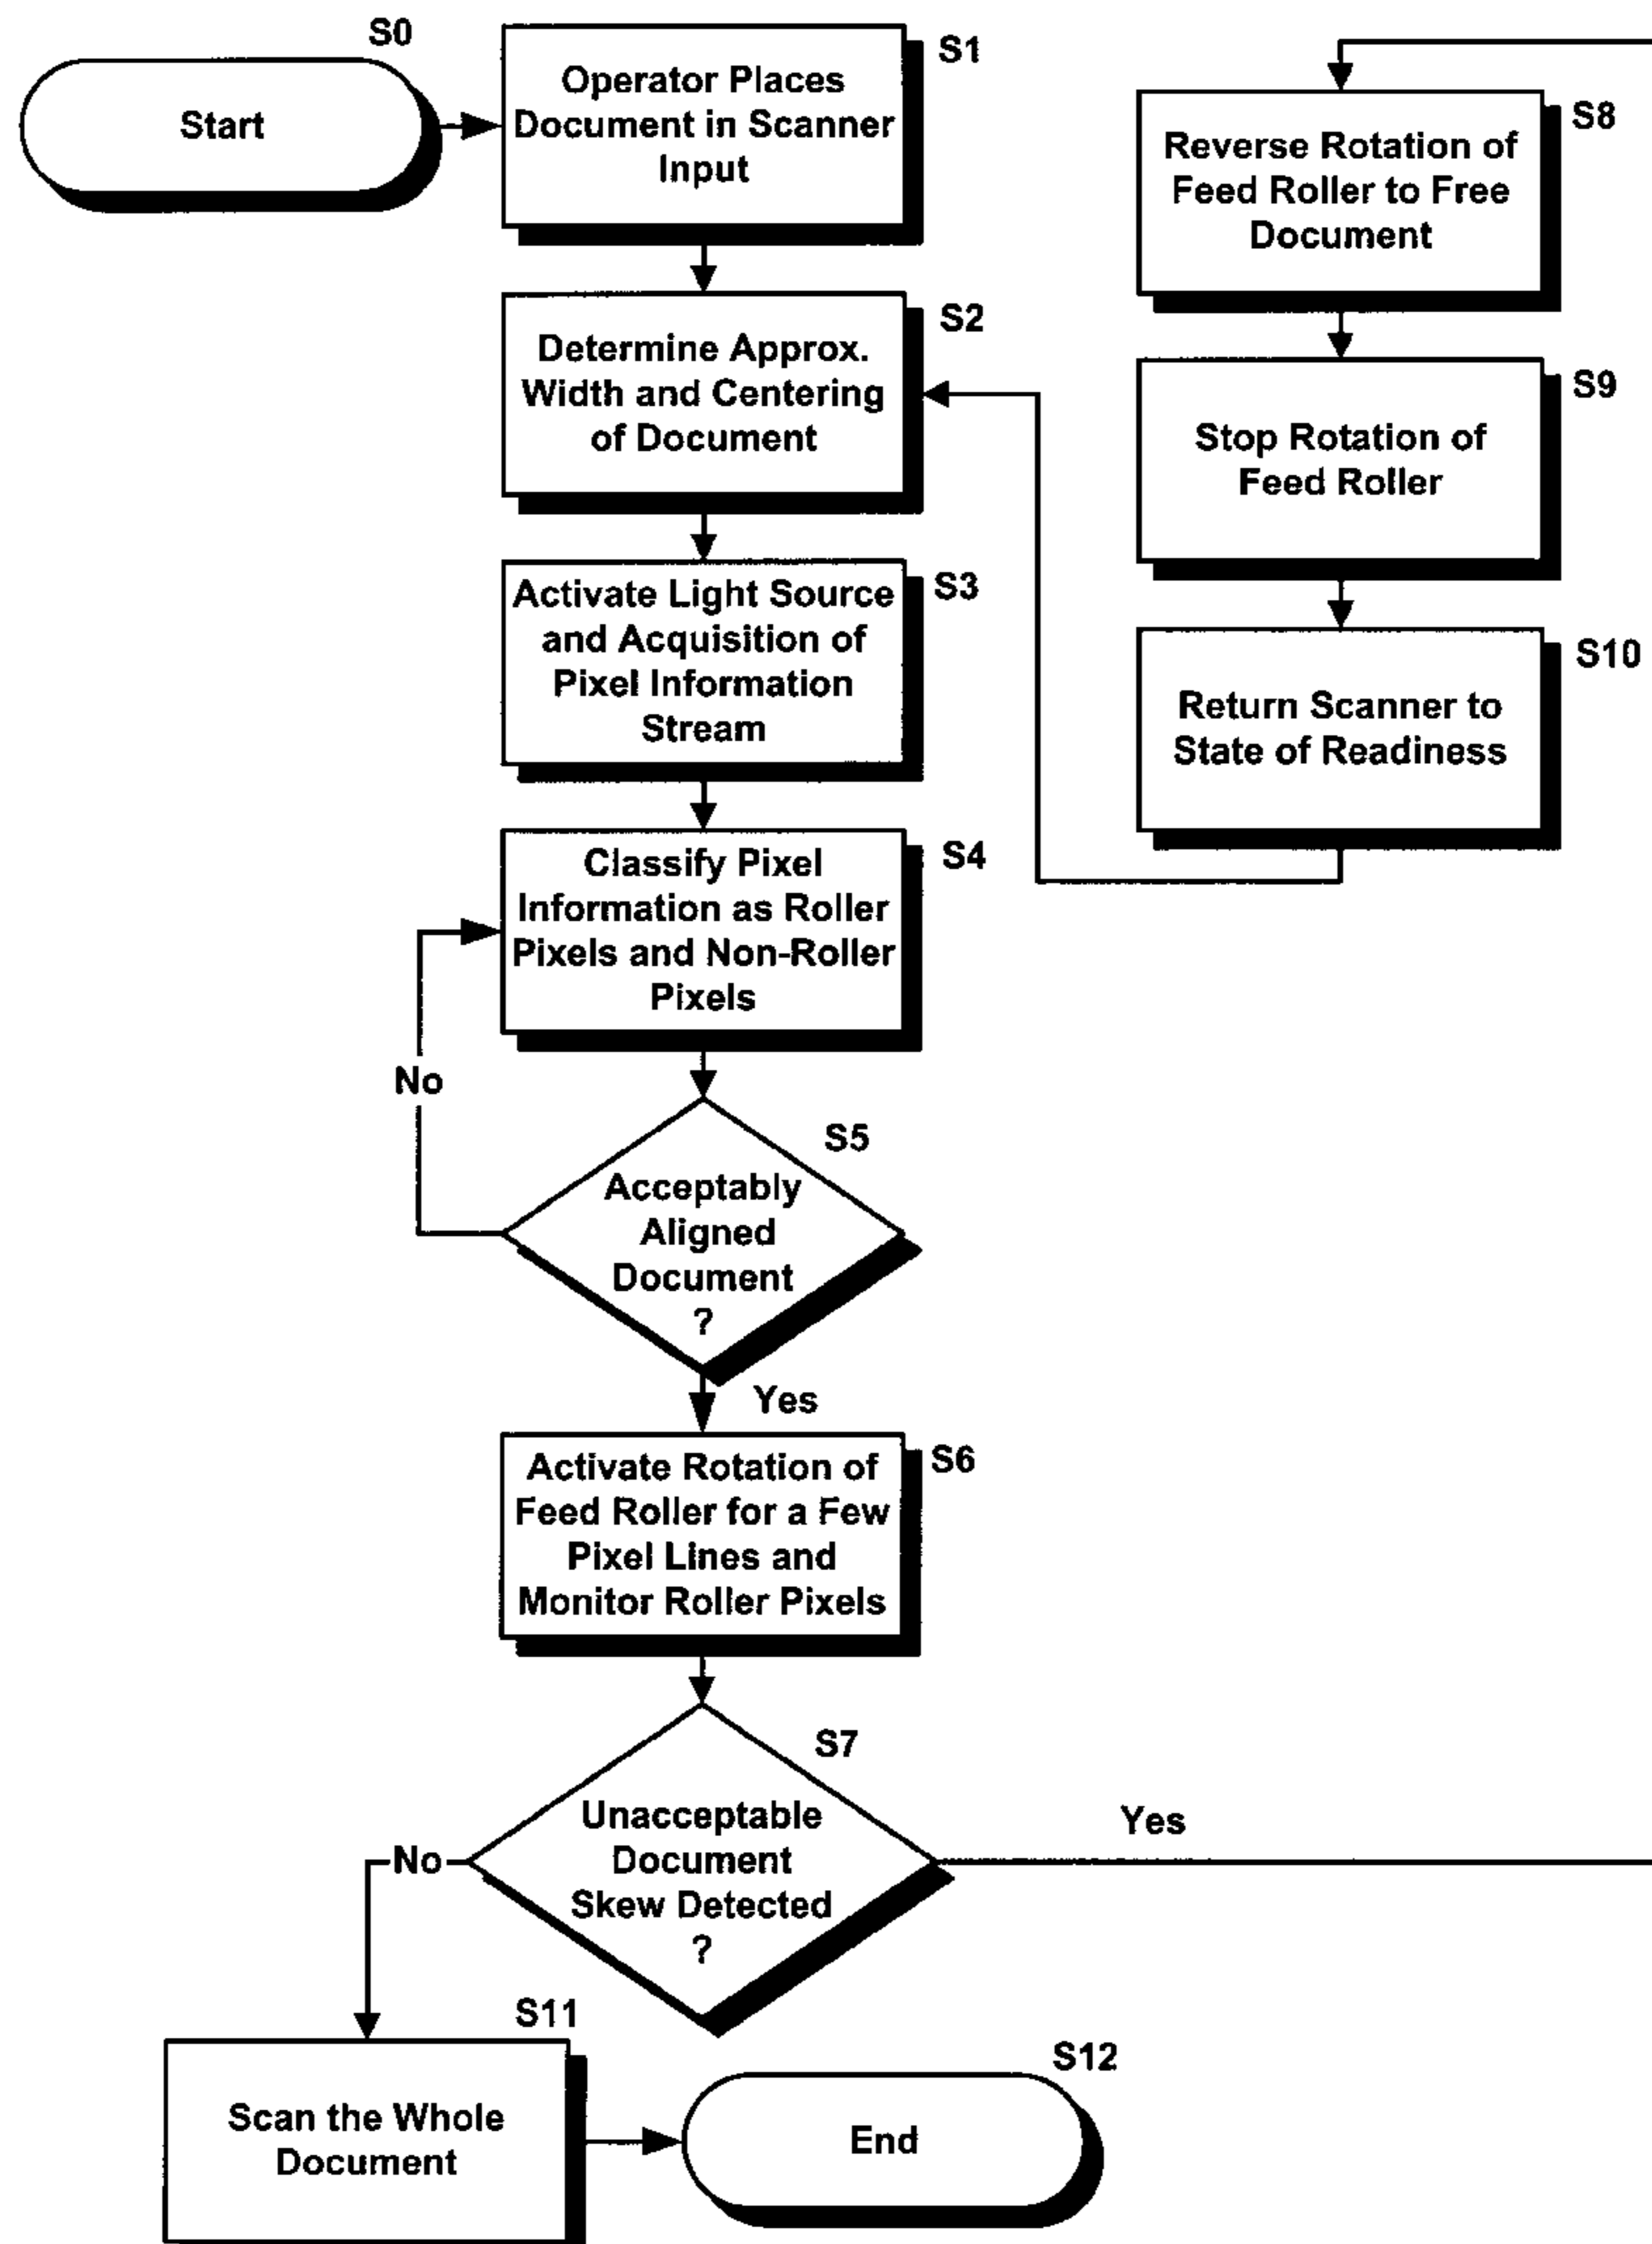 S0
Start
S1
Operator Places
Document in Scanner
Input
S2
Determine Approx.
Width and Centering
of Document
S3
Activate Light Source
and Acquisition of
Pixel Information
Stream
S4
Classify Pixel
Information as Roller
Pixels and Non-Roller
Pixels
No
S5
Acceptably
Aligned
Document
?
Yes
S6
Activate Rotation of
Feed Roller for a Few
Pixel Lines and
Monitor Roller Pixels
S7
Unacceptable
Document
Skew Detected
?
Yes
No
S8
Reverse Rotation of
Feed Roller to Free
Document
S9
Stop Rotation of
Feed Roller
S10
Return Scanner to
State of Readiness
S11
Scan the Whole
Document
S12
End